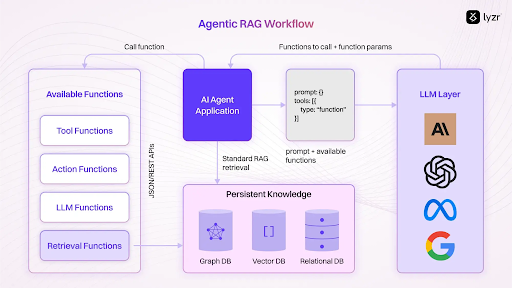 Agentic RAG Workflow
lyzr
Call function
Functions to call + function params
Available Functions
Tool Functions
Action Functions
LLM Functions
Retrieval Functions
JSON/REST APIs
AI Agent
Application
prompt: {}
tools: [{
type: "function"
}]
prompt + available
functions
Standard RAG
retrieval
Persistent Knowledge
Graph DB
Vector DB
Relational DB
LLM Layer
A\
G